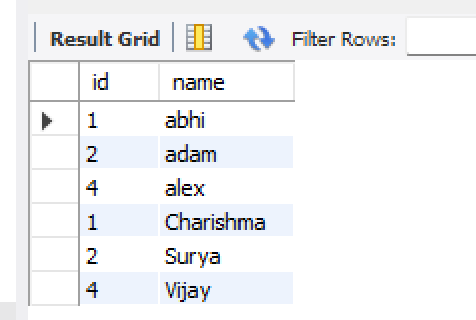 Result Grid Filter Rows:
id name
1 abhi
2 adam
4 alex
1 Charishma
2 Surya
4 Vijay